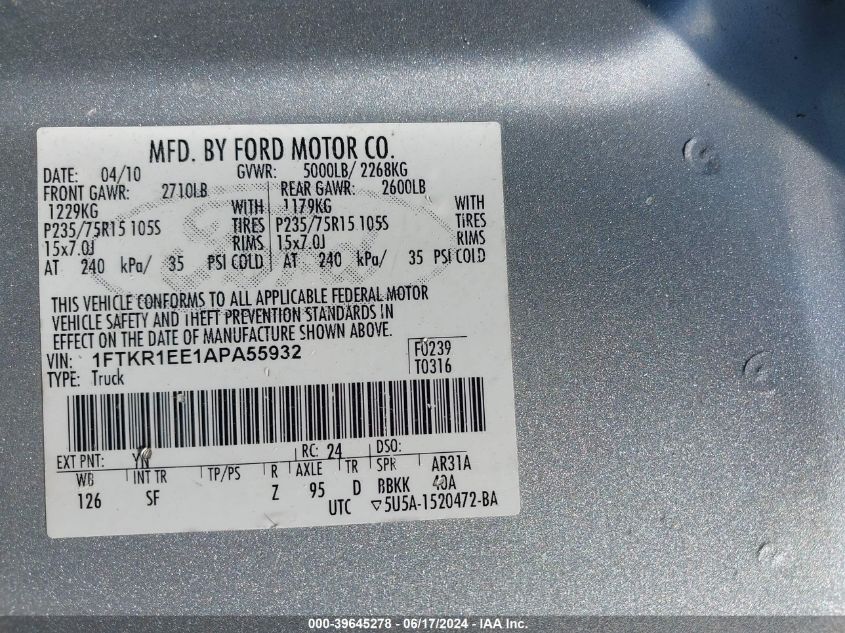 MFD. BY FORD MOTOR CO.
DATE: 04/10 GVWR: 5000LB/ 2268KG
FRONT GAWR: 2710LB REAR GAWR: 2600LB
1229KG WITH 1179KG WITH
P235/75R15 105S TIRES P235/75R15 105S TIRES
15x7.0J RIMS 15x7.0J RIMS
AT 240 kPa/ 35 PSI COLD AT 240 kPa/ 35 PSI COLD
THIS VEHICLE CONFORMS TO ALL APPLICABLE FEDERAL MOTOR
VEHICLE SAFETY AND THEFT PREVENTION STANDARDS IN
EFFECT ON THE DATE OF MANUFACTURE SHOWN ABOVE.
VIN: 1FTKR1EE1APA55932 F0239
TYPE: Truck T0316
EXT PNT: YN RC: 24 DSO:
WB INT TR TP/PS R AXLE TR SPR AR31A
126 SF Z 95 D BBKK 40A
UTC ▽5U5A-1520472-BA
000-39645278 - 06/17/2024 - IAA Inc.